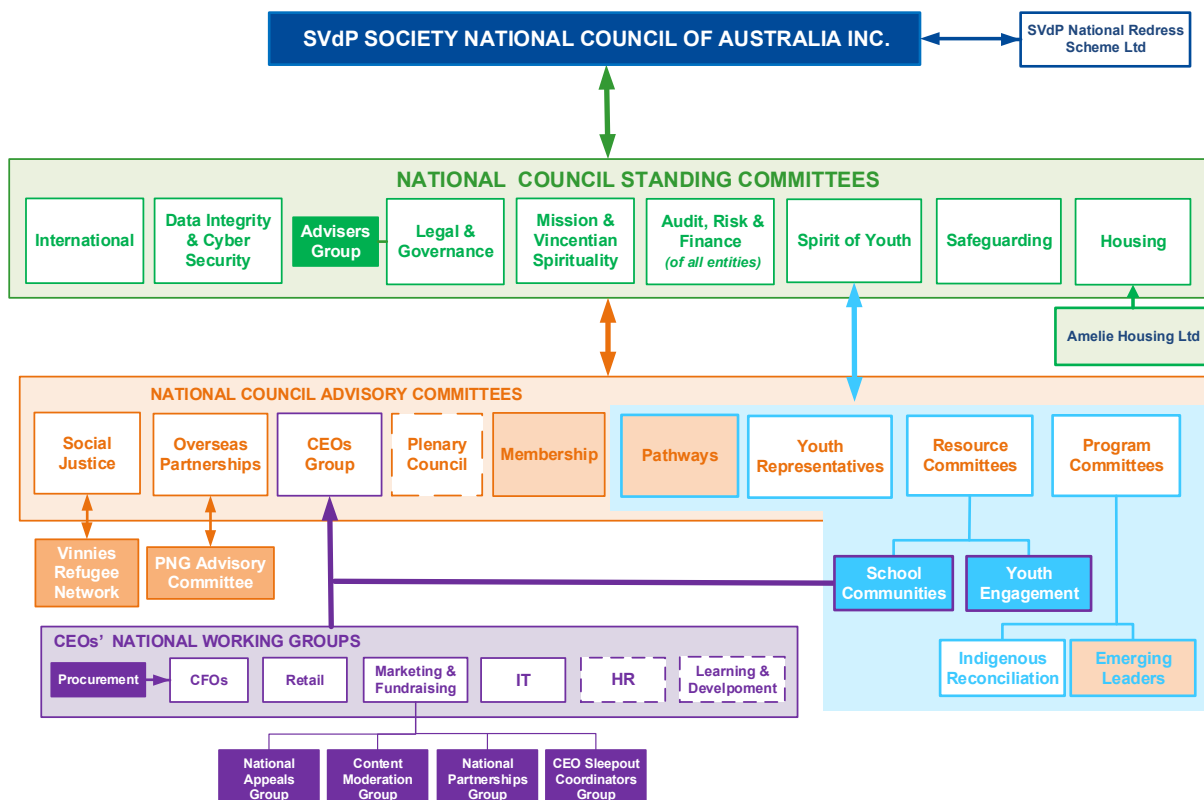 SVdP SOCIETY NATIONAL COUNCIL OF AUSTRALIA INC.
SVdP National Redress
Scheme Ltd
NATIONAL COUNCIL STANDING COMMITTEES
International
Data Integrity
& Cyber
Security
Advisers
Group
Legal &
Governance
Mission &
Vincentian
Spirituality
Audit, Risk &
Finance
(of all entities)
Spirit of Youth
Safeguarding
Housing
Amelie Housing Ltd
NATIONAL COUNCIL ADVISORY COMMITTEES
Social
Justice
Overseas
Partnerships
CEOs
Group
Plenary
Council
Membership
Pathways
Youth
Representatives
Resource
Committees
Program
Committees
Vinnies
Refugee
Network
PNG Advisory
Committee
School
Communities
Youth
Engagement
Indigenous
Reconciliation
Emerging
Leaders
CEOs' NATIONAL WORKING GROUPS
Procurement
CFOs
Retail
Marketing &
Fundraising
IT
HR
Learning &
Develpoment
National
Appeals
Group
Content
Moderation
Group
National
Partnerships
Group
CEO Sleepout
Coordinators
Group